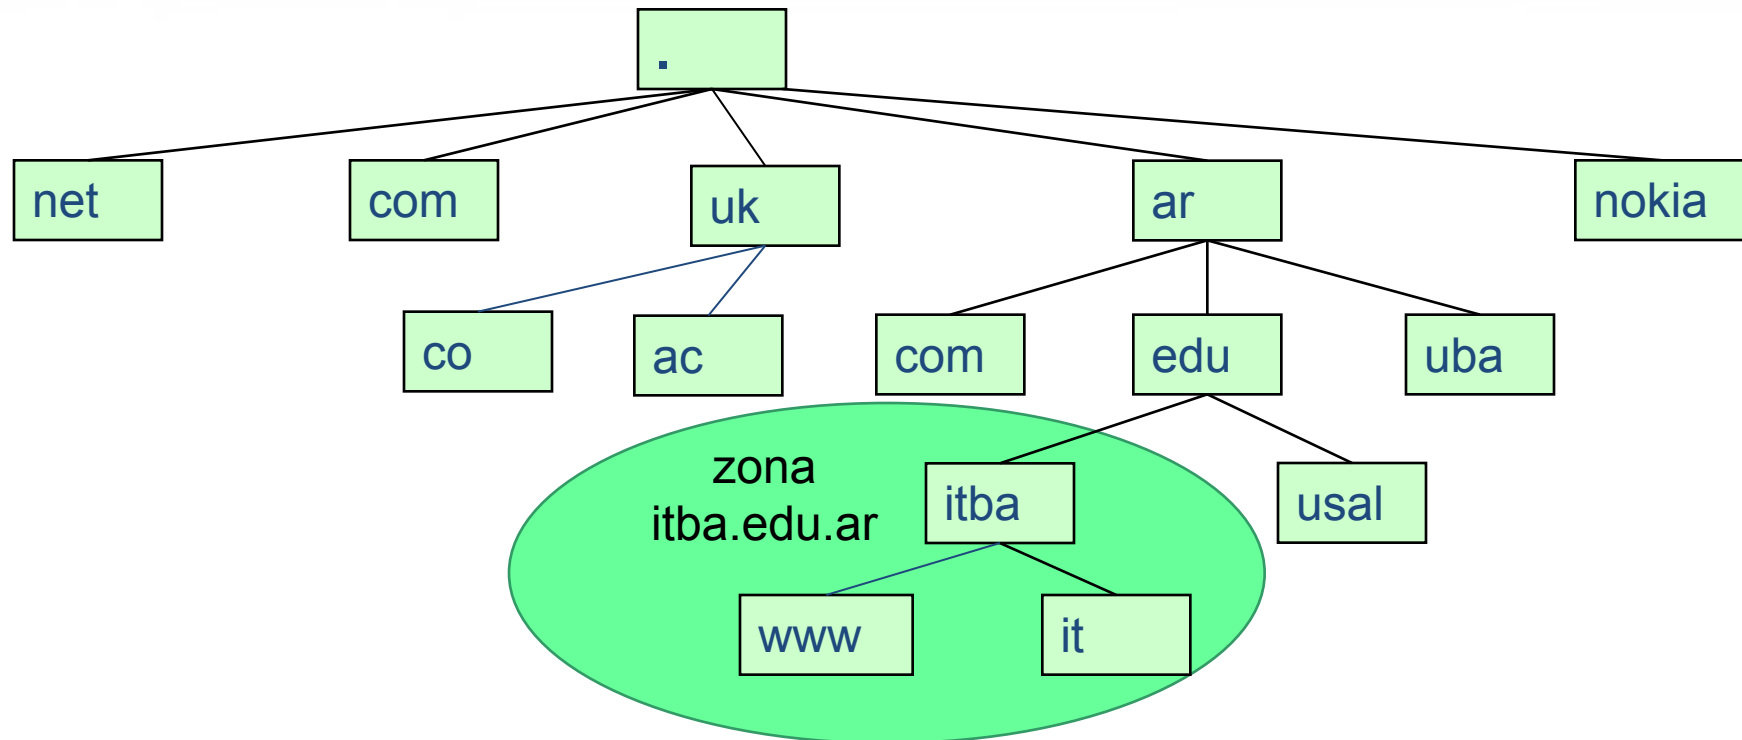 .
net
com
uk
ar
nokia
co
ac
com
edu
uba
zona
itba.edu.ar
itba
usal
www
it